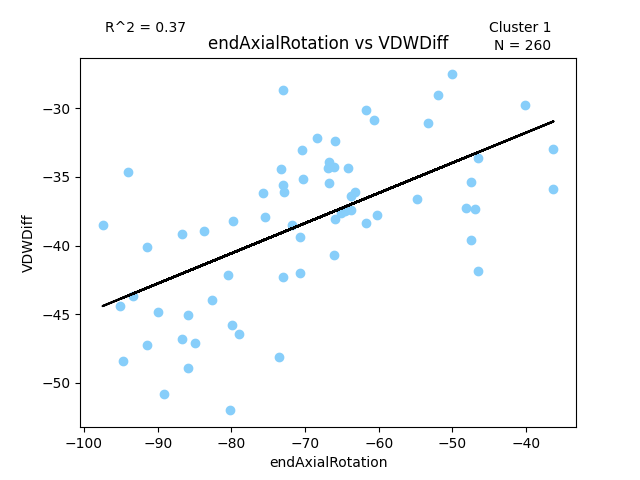 R^2 = 0.37
Cluster 1
N = 260
endAxialRotation vs VDWDiff
−30
−35
−40
−45
−50
VDWDiff
−100 −90 −80 −70 −60 −50 −40
endAxialRotation